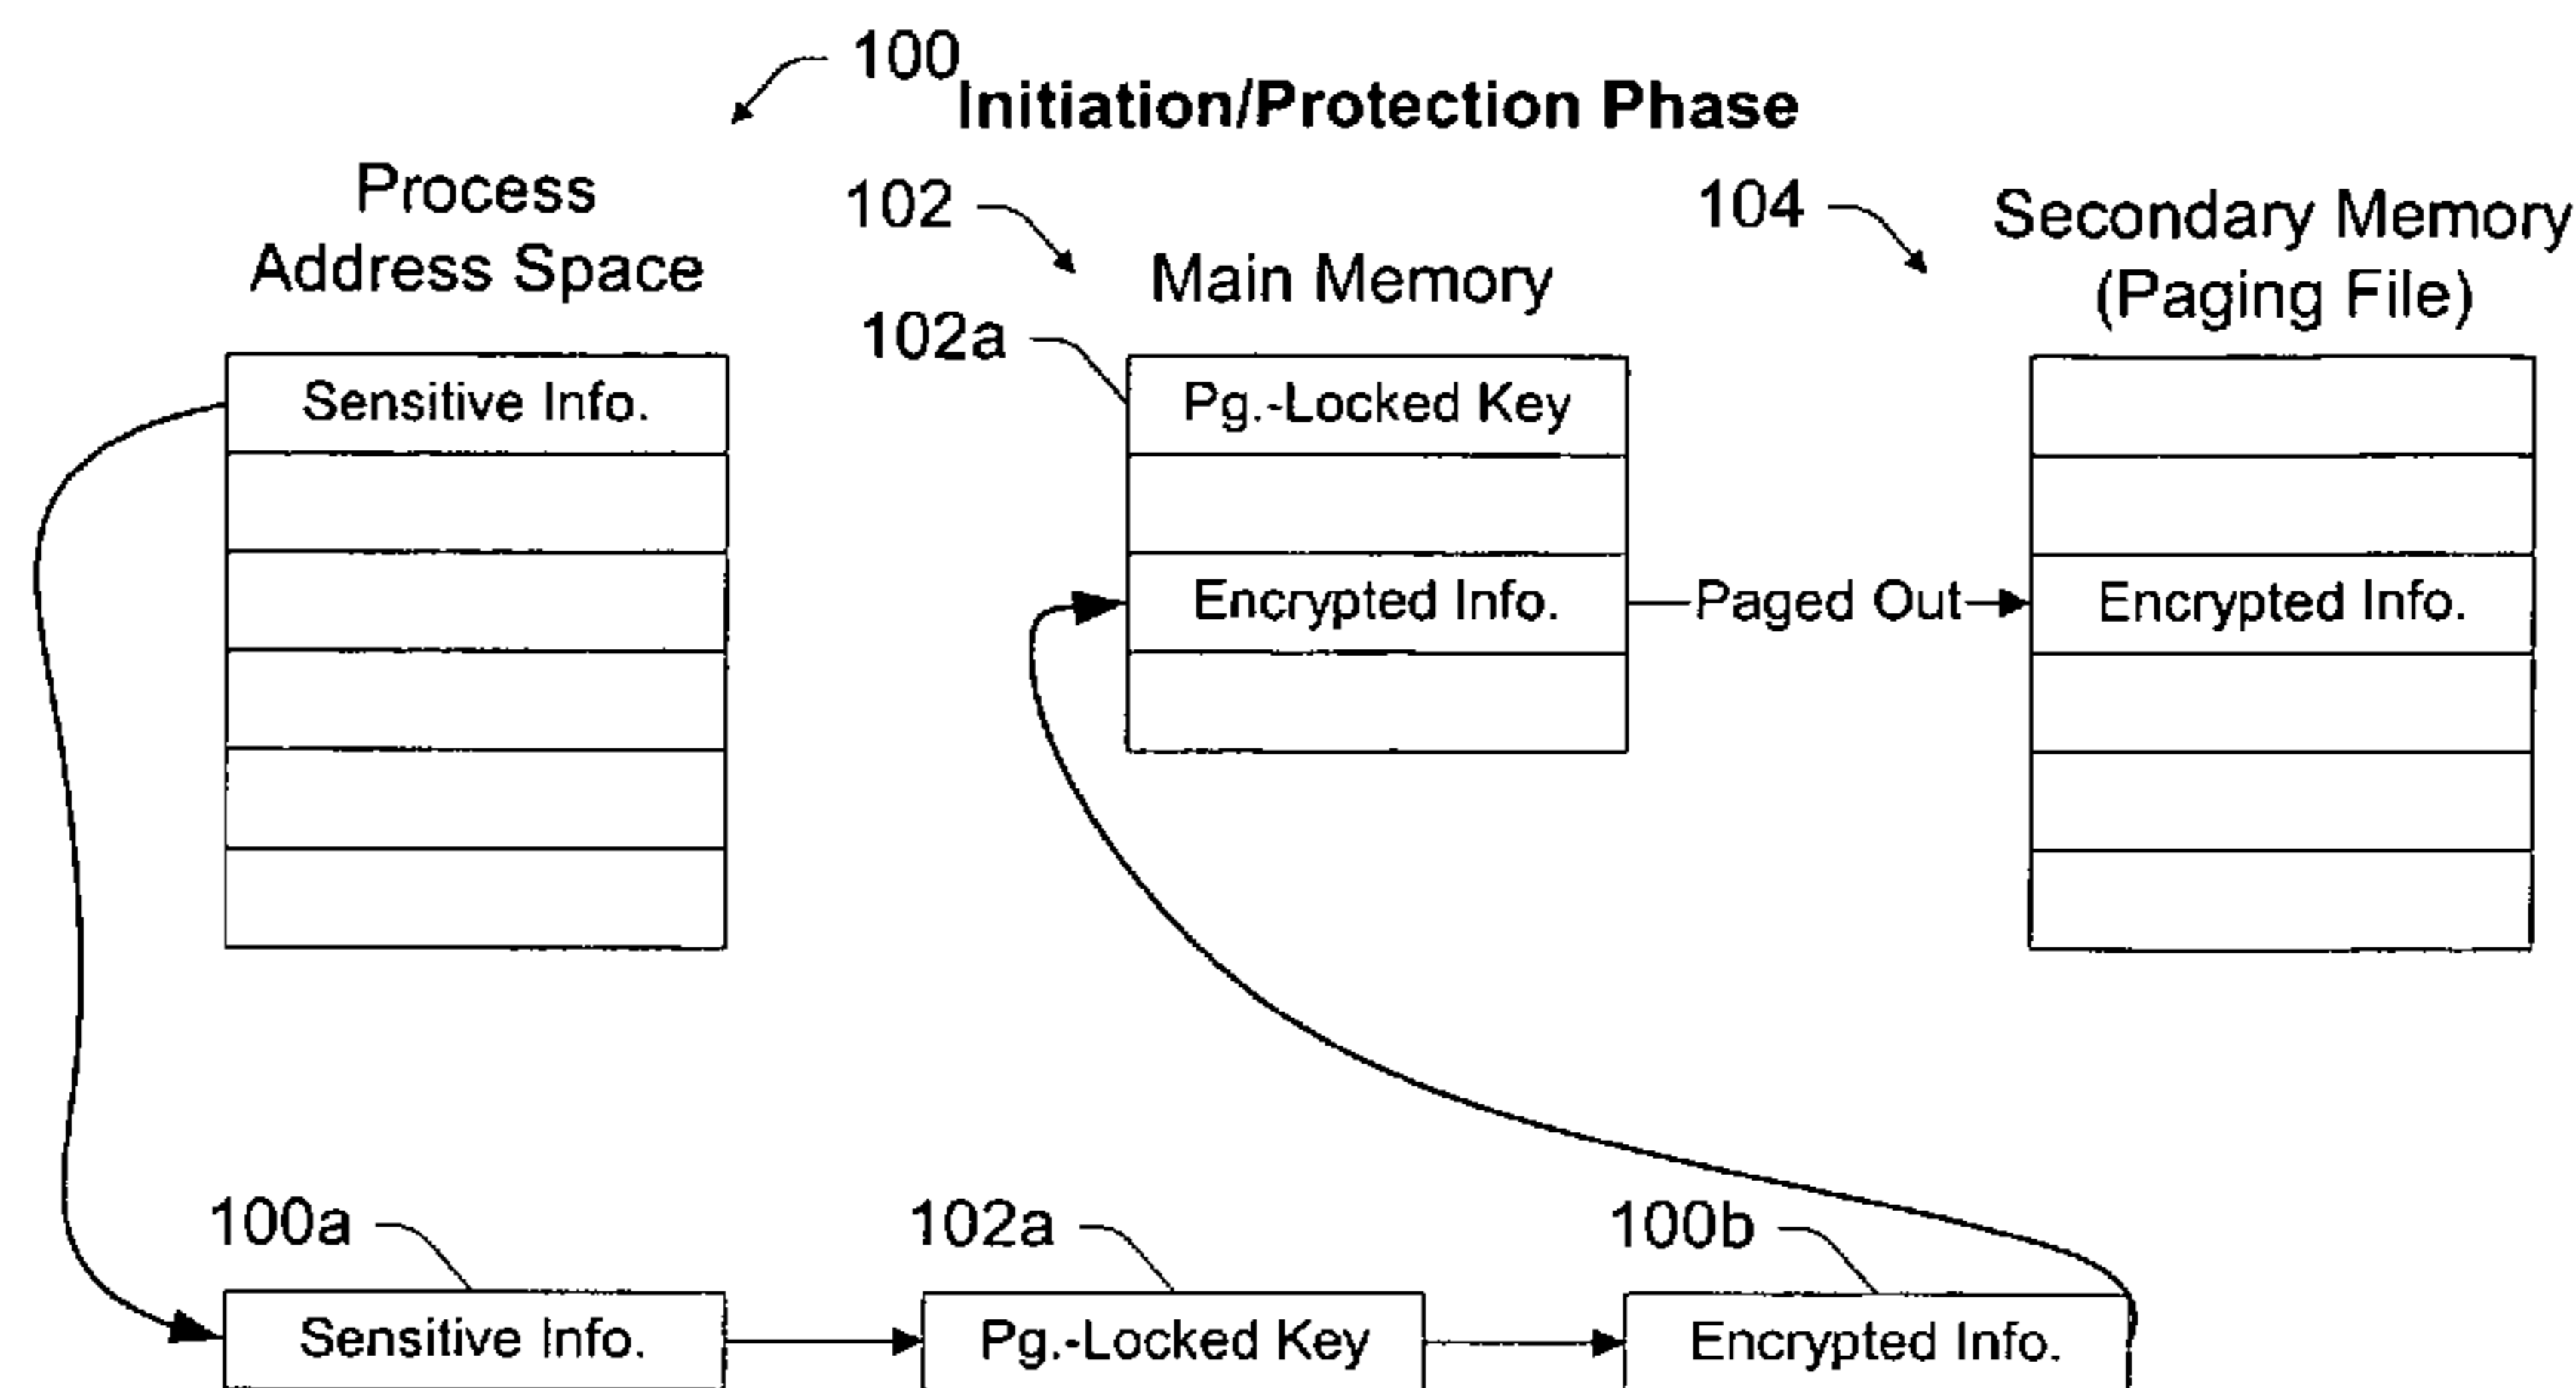 100
Initiation/Protection Phase
Process
Address Space
102
Main Memory
104
Secondary Memory
(Paging File)
102a
Sensitive Info.
Pg.-Locked Key
Encrypted Info.
Paged Out
Encrypted Info.
100a
102a
100b
Sensitive Info.
Pg.-Locked Key
Encrypted Info.